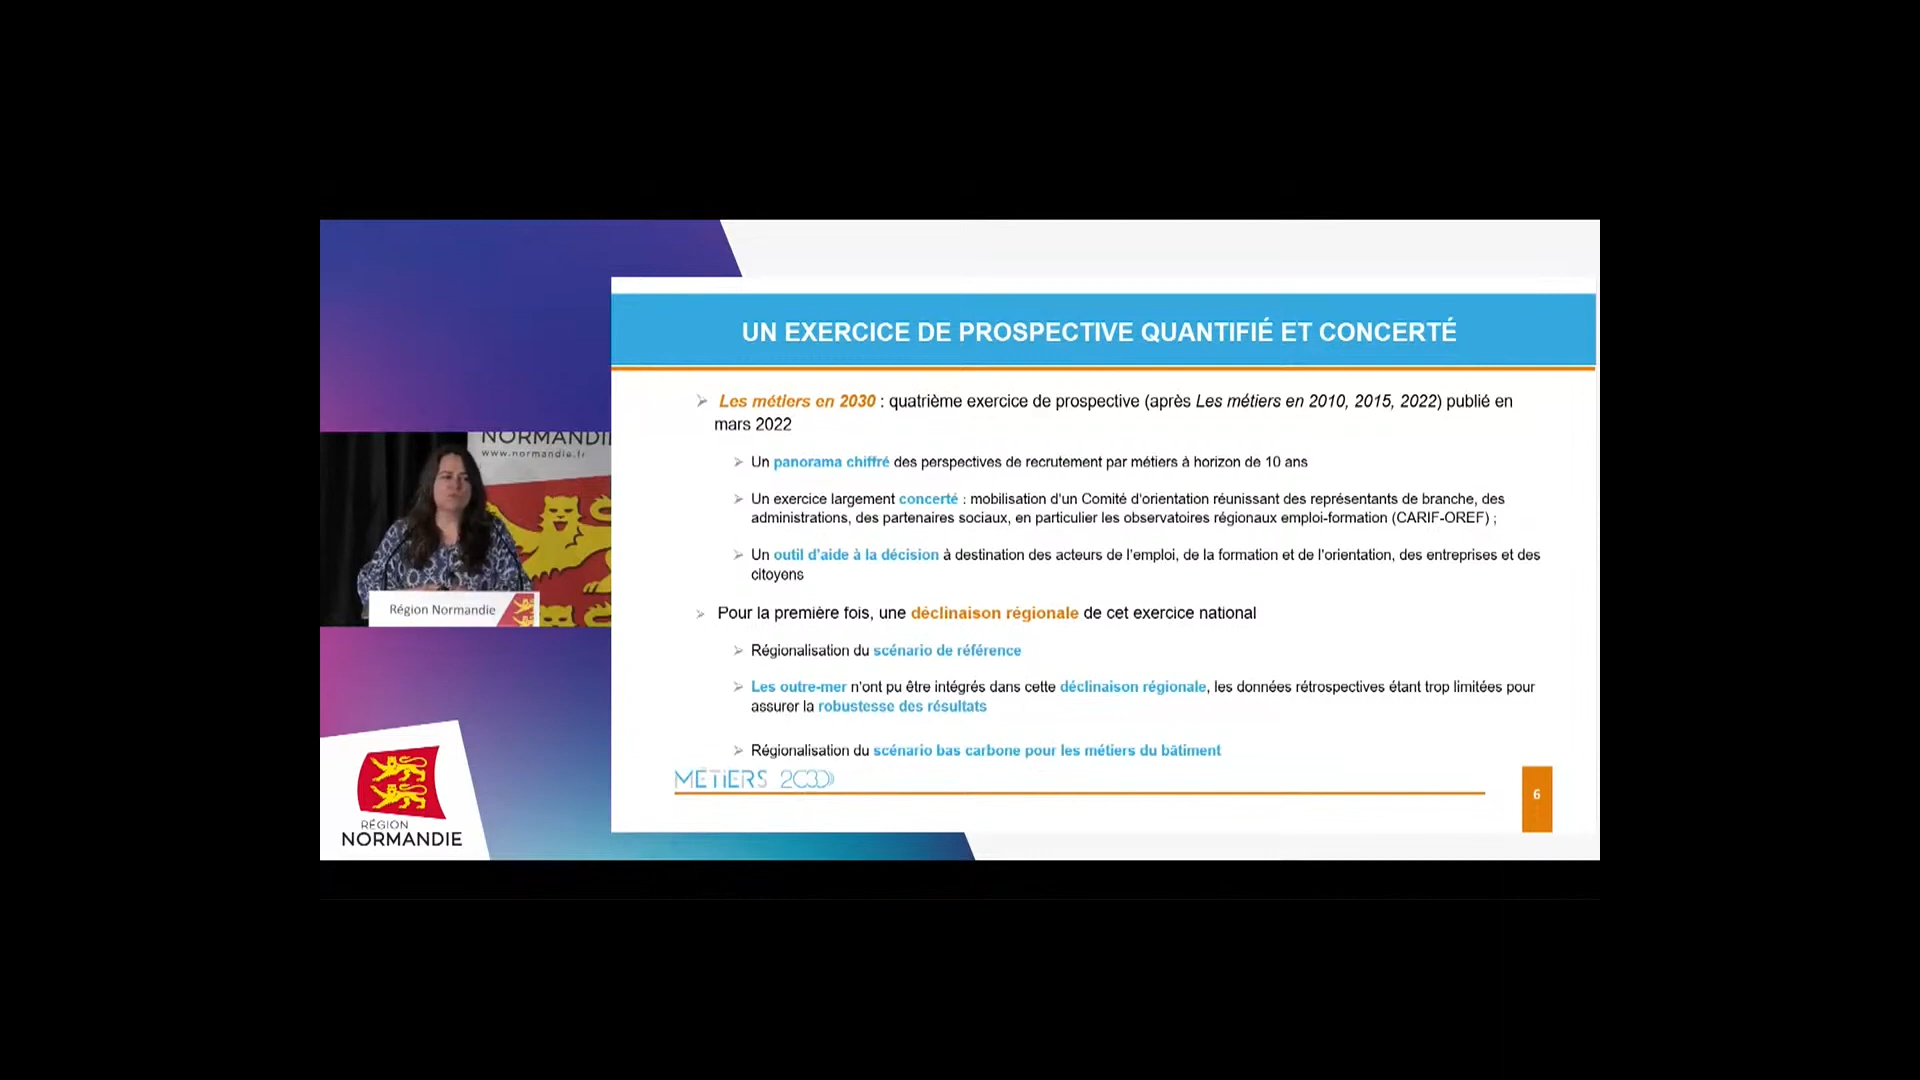 UN EXERCICE DE PROSPECTIVE QUANTIFIÉ ET CONCERTÉ
Les métiers en 2030 : quatrième exercice de prospective (après Les métiers en 2010, 2015, 2022) publié en
mars 2022
Un panorama chiffré des perspectives de recrutement par métiers à horizon de 10 ans
Un exercice largement concerté : mobilisation d'un Comité d'orientation réunissant des représentants de branche, des
administrations, des partenaires sociaux, en particulier les observatoires régionaux emploi-formation (CARIF-OREF) ;
Un outil d'aide à la décision à destination des acteurs de l'emploi, de la formation et de l'orientation, des entreprises et des
citoyens
Pour la première fois, une déclinaison régionale de cet exercice national
Régionalisation du scénario de référence
Les outre-mer n'ont pu être intégrés dans cette déclinaison régionale, les données rétrospectives étant trop limitées pour
assurer la robustesse des résultats
Régionalisation du scénario bas carbone pour les métiers du bâtiment
MÉTIERS 2030
6
NORMANDIE
www.normandie.fr
Région Normandie
RÉGION
NORMANDIE